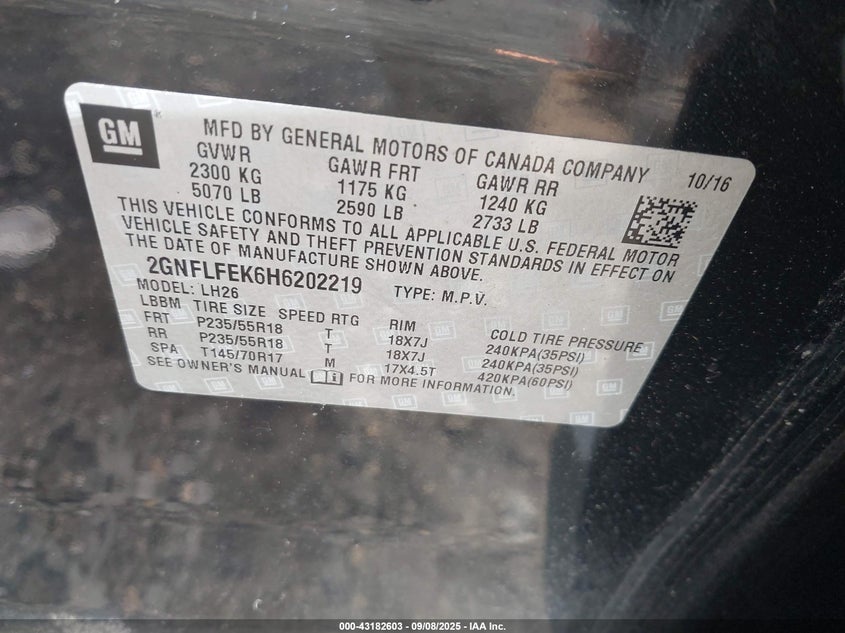 GM
MFD BY GENERAL MOTORS OF CANADA COMPANY 10/16
GVWR GAWR FRT GAWR RR
2300 KG 1175 KG 1240 KG
5070 LB 2590 LB 2733 LB
THIS VEHICLE CONFORMS TO ALL APPLICABLE U.S. FEDERAL MOTOR
VEHICLE SAFETY AND THEFT PREVENTION STANDARDS IN EFFECT ON
THE DATE OF MANUFACTURE SHOWN ABOVE.
2GNFLFEK6H6202219 TYPE: M.P.V.
MODEL: LH26
LBBM TIRE SIZE SPEED RTG RIM COLD TIRE PRESSURE
FRT P235/55R18 T 18X7J 240KPA(35PSI)
RR P235/55R18 T 18X7J 240KPA(35PSI)
SPA T145/70R17 M 17X4.5T 420KPA(60PSI)
SEE OWNER'S MANUAL FOR MORE INFORMATION.
000-43182603 - 09/08/2025 - IAA Inc.